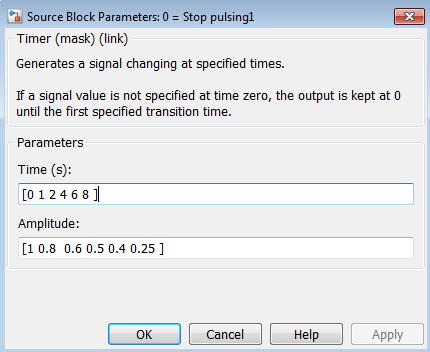 Source Block Parameters: 0 = Stop pulsing1
Timer (mask) (link)
Generates a signal changing at specified times.
If a signal value is not specified at time zero, the output is kept at 0
until the first specified transition time.
Parameters
Time (s):
[0 1 2 4 6 8 ]
Amplitude:
[1 0.8  0.6 0.5 0.4 0.25 ]
OK Cancel Help Apply